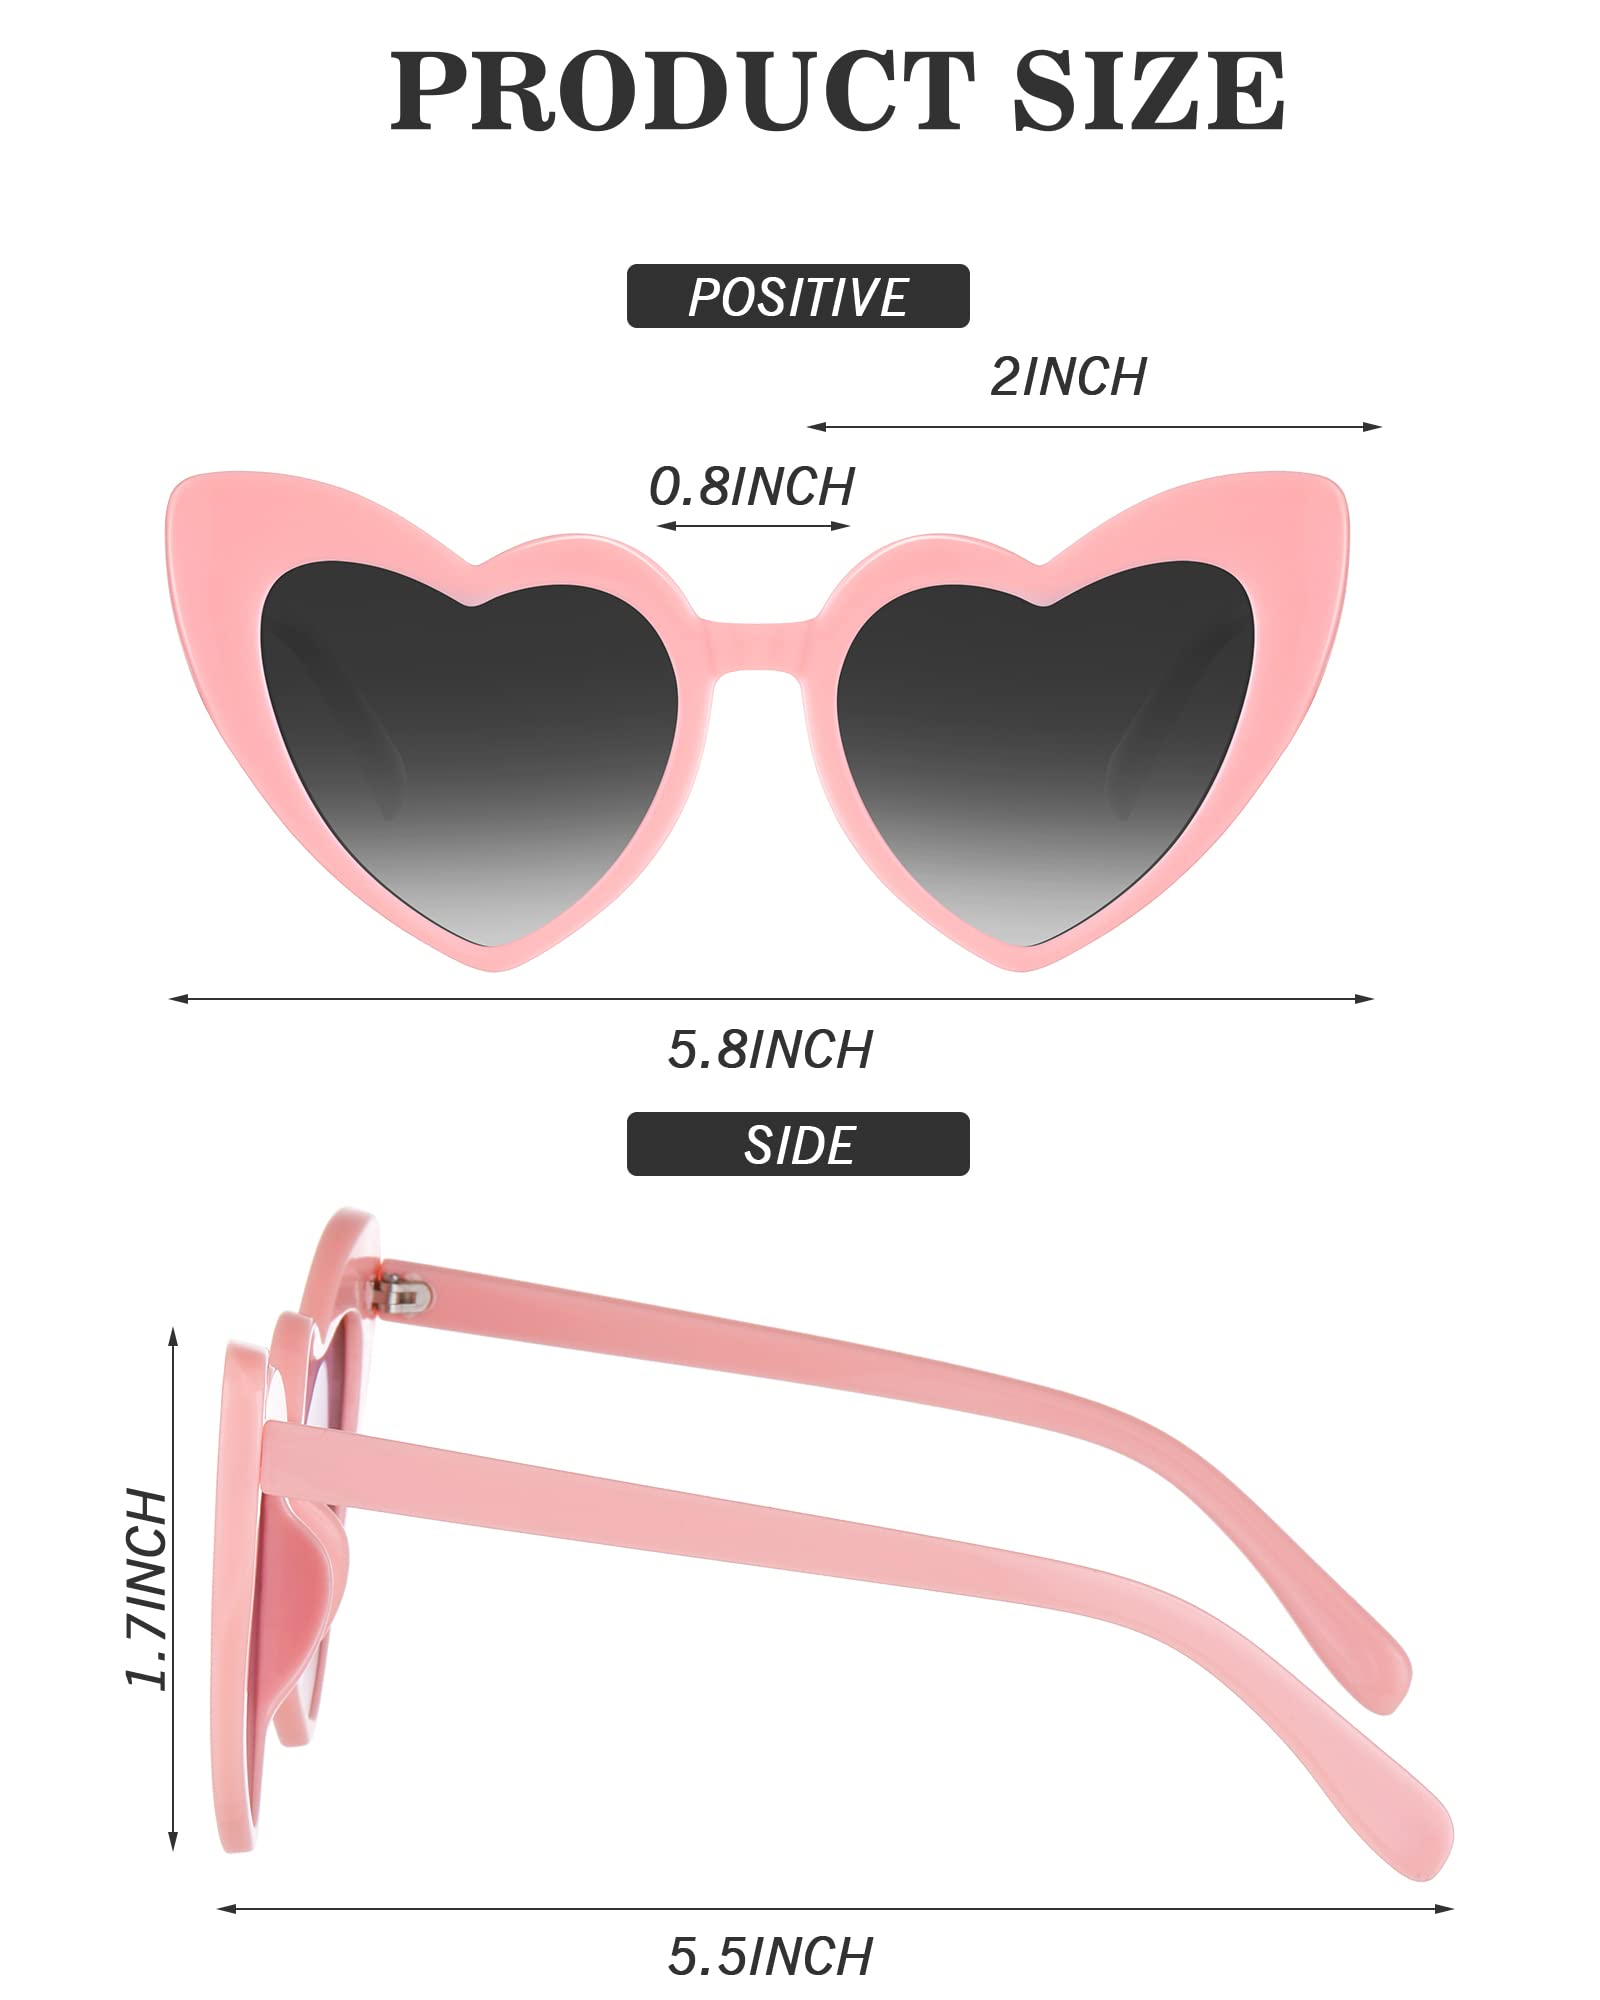 PRODUCT SIZE
POSITIVE
2INCH
0.8INCH
5.8INCH
SIDE
1.7INCH
5.5INCH